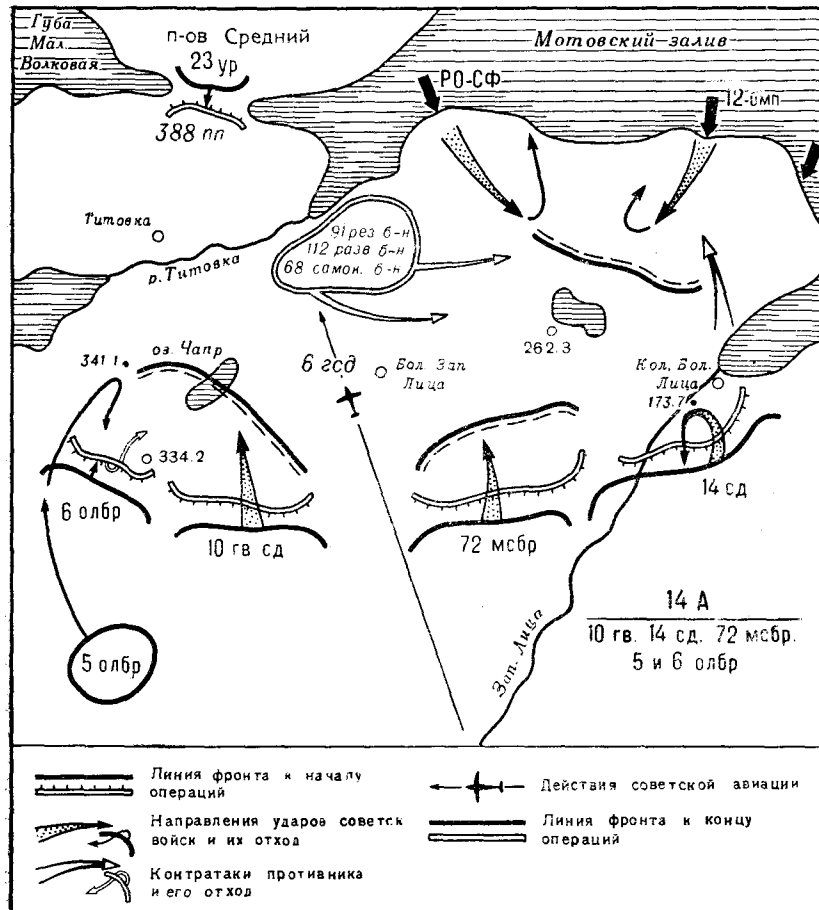 Губа
Мал.
Волковая
п-ов Средний
23 ур
388 пп
Мотовский залив
РО-СФ
12-бмп
Титовка
р. Титовка
91 рез б-н
112 разв б-н
68 самок. б-н
341.1
оз. Чапр
6 гсд
Бол. Зап
Лица
262.3
Кол, Бол.
Лица
173.7
334.2
6 олбр
10 гв сд
72 мсбр
14 сд
5 олбр
Зап. Лица
14 А
10 гв. 14 сд. 72 мсбр.
5 и 6 олбр
Линия фронта к началу
операций
Направления ударов советск
войск и их отход
Контратаки противника
и его отход
Действия советской авиации
Линия фронта к концу
операций